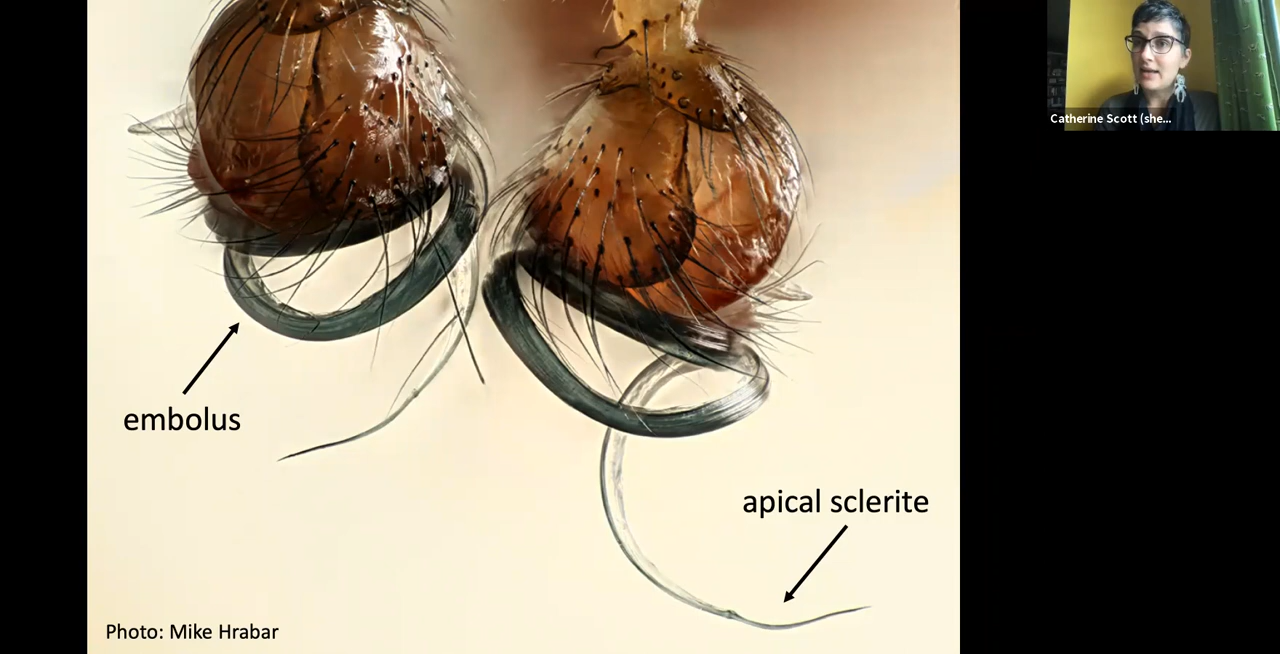 Catherine Scott (she...
embolus
apical sclerite
Photo: Mike Hrabar